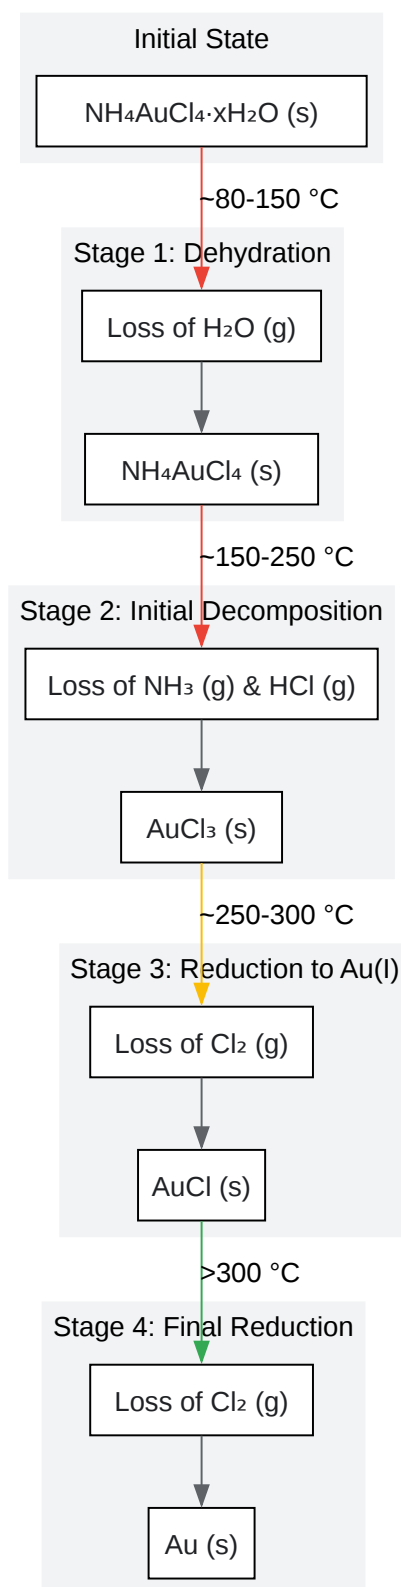 Initial State
NH₄AuCl₄·xH₂O (s)
~80-150 °C
Stage 1: Dehydration
Loss of H₂O (g)
NH₄AuCl₄ (s)
~150-250 °C
Stage 2: Initial Decomposition
Loss of NH₃ (g) & HCl (g)
AuCl₃ (s)
~250-300 °C
Stage 3: Reduction to Au(I)
Loss of Cl₂ (g)
AuCl (s)
>300 °C
Stage 4: Final Reduction
Loss of Cl₂ (g)
Au (s)